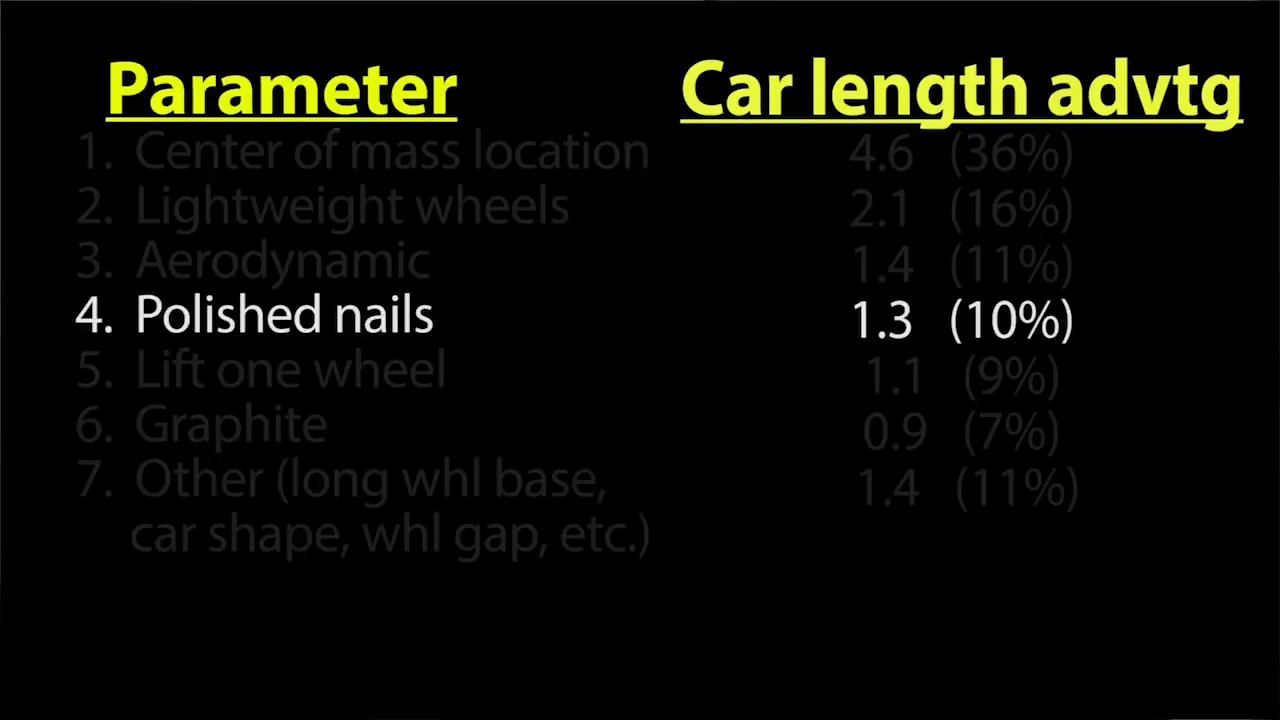 Parameter Car length advtg
1. Center of mass location 4.6 (36%)
2. Lightweight wheels 2.1 (16%)
3. Aerodynamic 1.4 (11%)
4. Polished nails 1.3 (10%)
5. Lift one wheel 1.1 (9%)
6. Graphite 0.9 (7%)
7. Other (long whl base, 1.4 (11%)
car shape, whl gap, etc.)